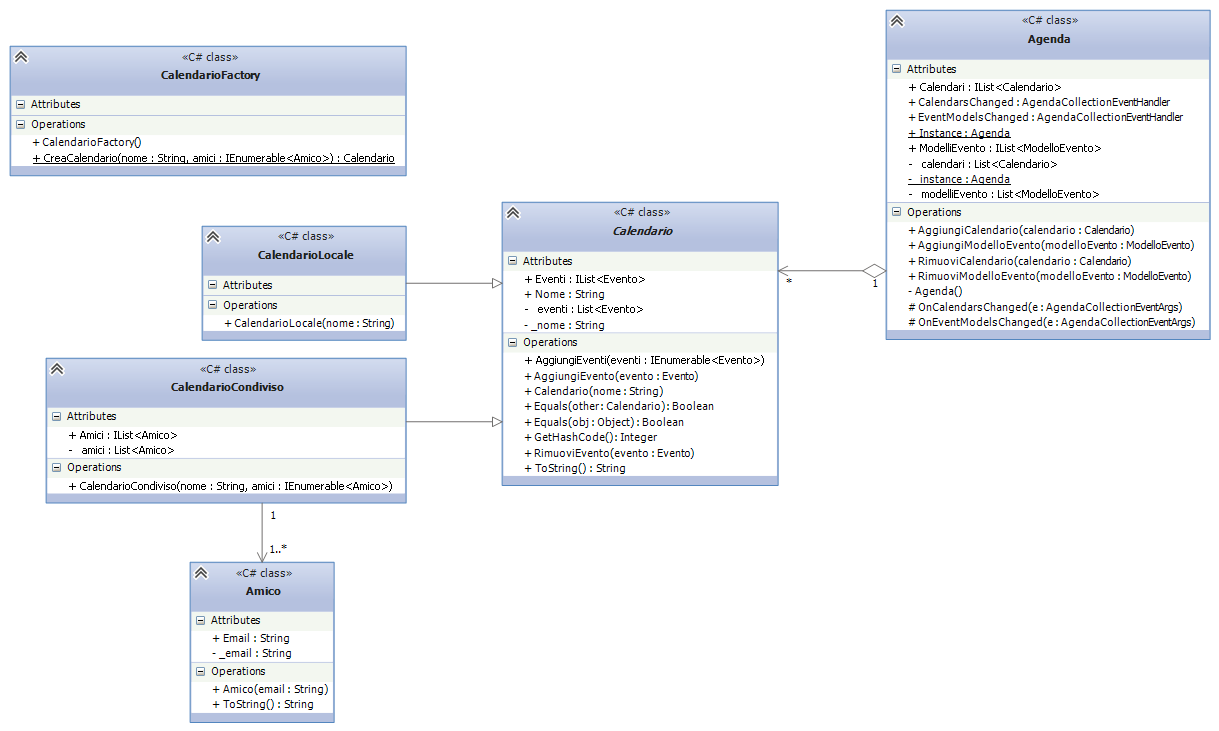 «C# class»
CalendarioFactory
Attributes
Operations
+ CalendarioFactory()
+ CreaCalendario(nome : String, amici : IEnumerable<Amico>) : Calendario
«C# class»
Agenda
Attributes
+ Calendari : IList<Calendario>
+ CalendarsChanged : AgendaCollectionEventHandler
+ EventModelsChanged : AgendaCollectionEventHandler
+ Instance : Agenda
+ ModelliEvento : IList<ModelloEvento>
- calendari : List<Calendario>
- instance : Agenda
- modelliEvento : List<ModelloEvento>
Operations
+ AggiungiCalendario(calendario : Calendario)
+ AggiungiModelloEvento(modelloEvento : ModelloEvento)
+ RimuoviCalendario(calendario : Calendario)
+ RimuoviModelloEvento(modelloEvento : ModelloEvento)
- Agenda()
# OnCalendarsChanged(e : AgendaCollectionEventArgs)
# OnEventModelsChanged(e : AgendaCollectionEventArgs)
«C# class»
CalendarioLocale
Attributes
Operations
+ CalendarioLocale(nome : String)
«C# class»
Calendario
Attributes
+ Eventi : IList<Evento>
+ Nome : String
- eventi : List<Evento>
- _nome : String
Operations
+ AggiungiEventi(eventi : IEnumerable<Evento>)
+ AggiungiEvento(evento : Evento)
+ Calendario(nome : String)
+ Equals(other : Calendario) : Boolean
+ Equals(obj : Object) : Boolean
+ GetHashCode() : Integer
+ RimuoviEvento(evento : Evento)
+ ToString() : String
*
1
«C# class»
CalendarioCondiviso
Attributes
+ Amici : IList<Amico>
- amici : List<Amico>
Operations
+ CalendarioCondiviso(nome : String, amici : IEnumerable<Amico>)
1
1..*
«C# class»
Amico
Attributes
+ Email : String
- _email : String
Operations
+ Amico(email : String)
+ ToString() : String